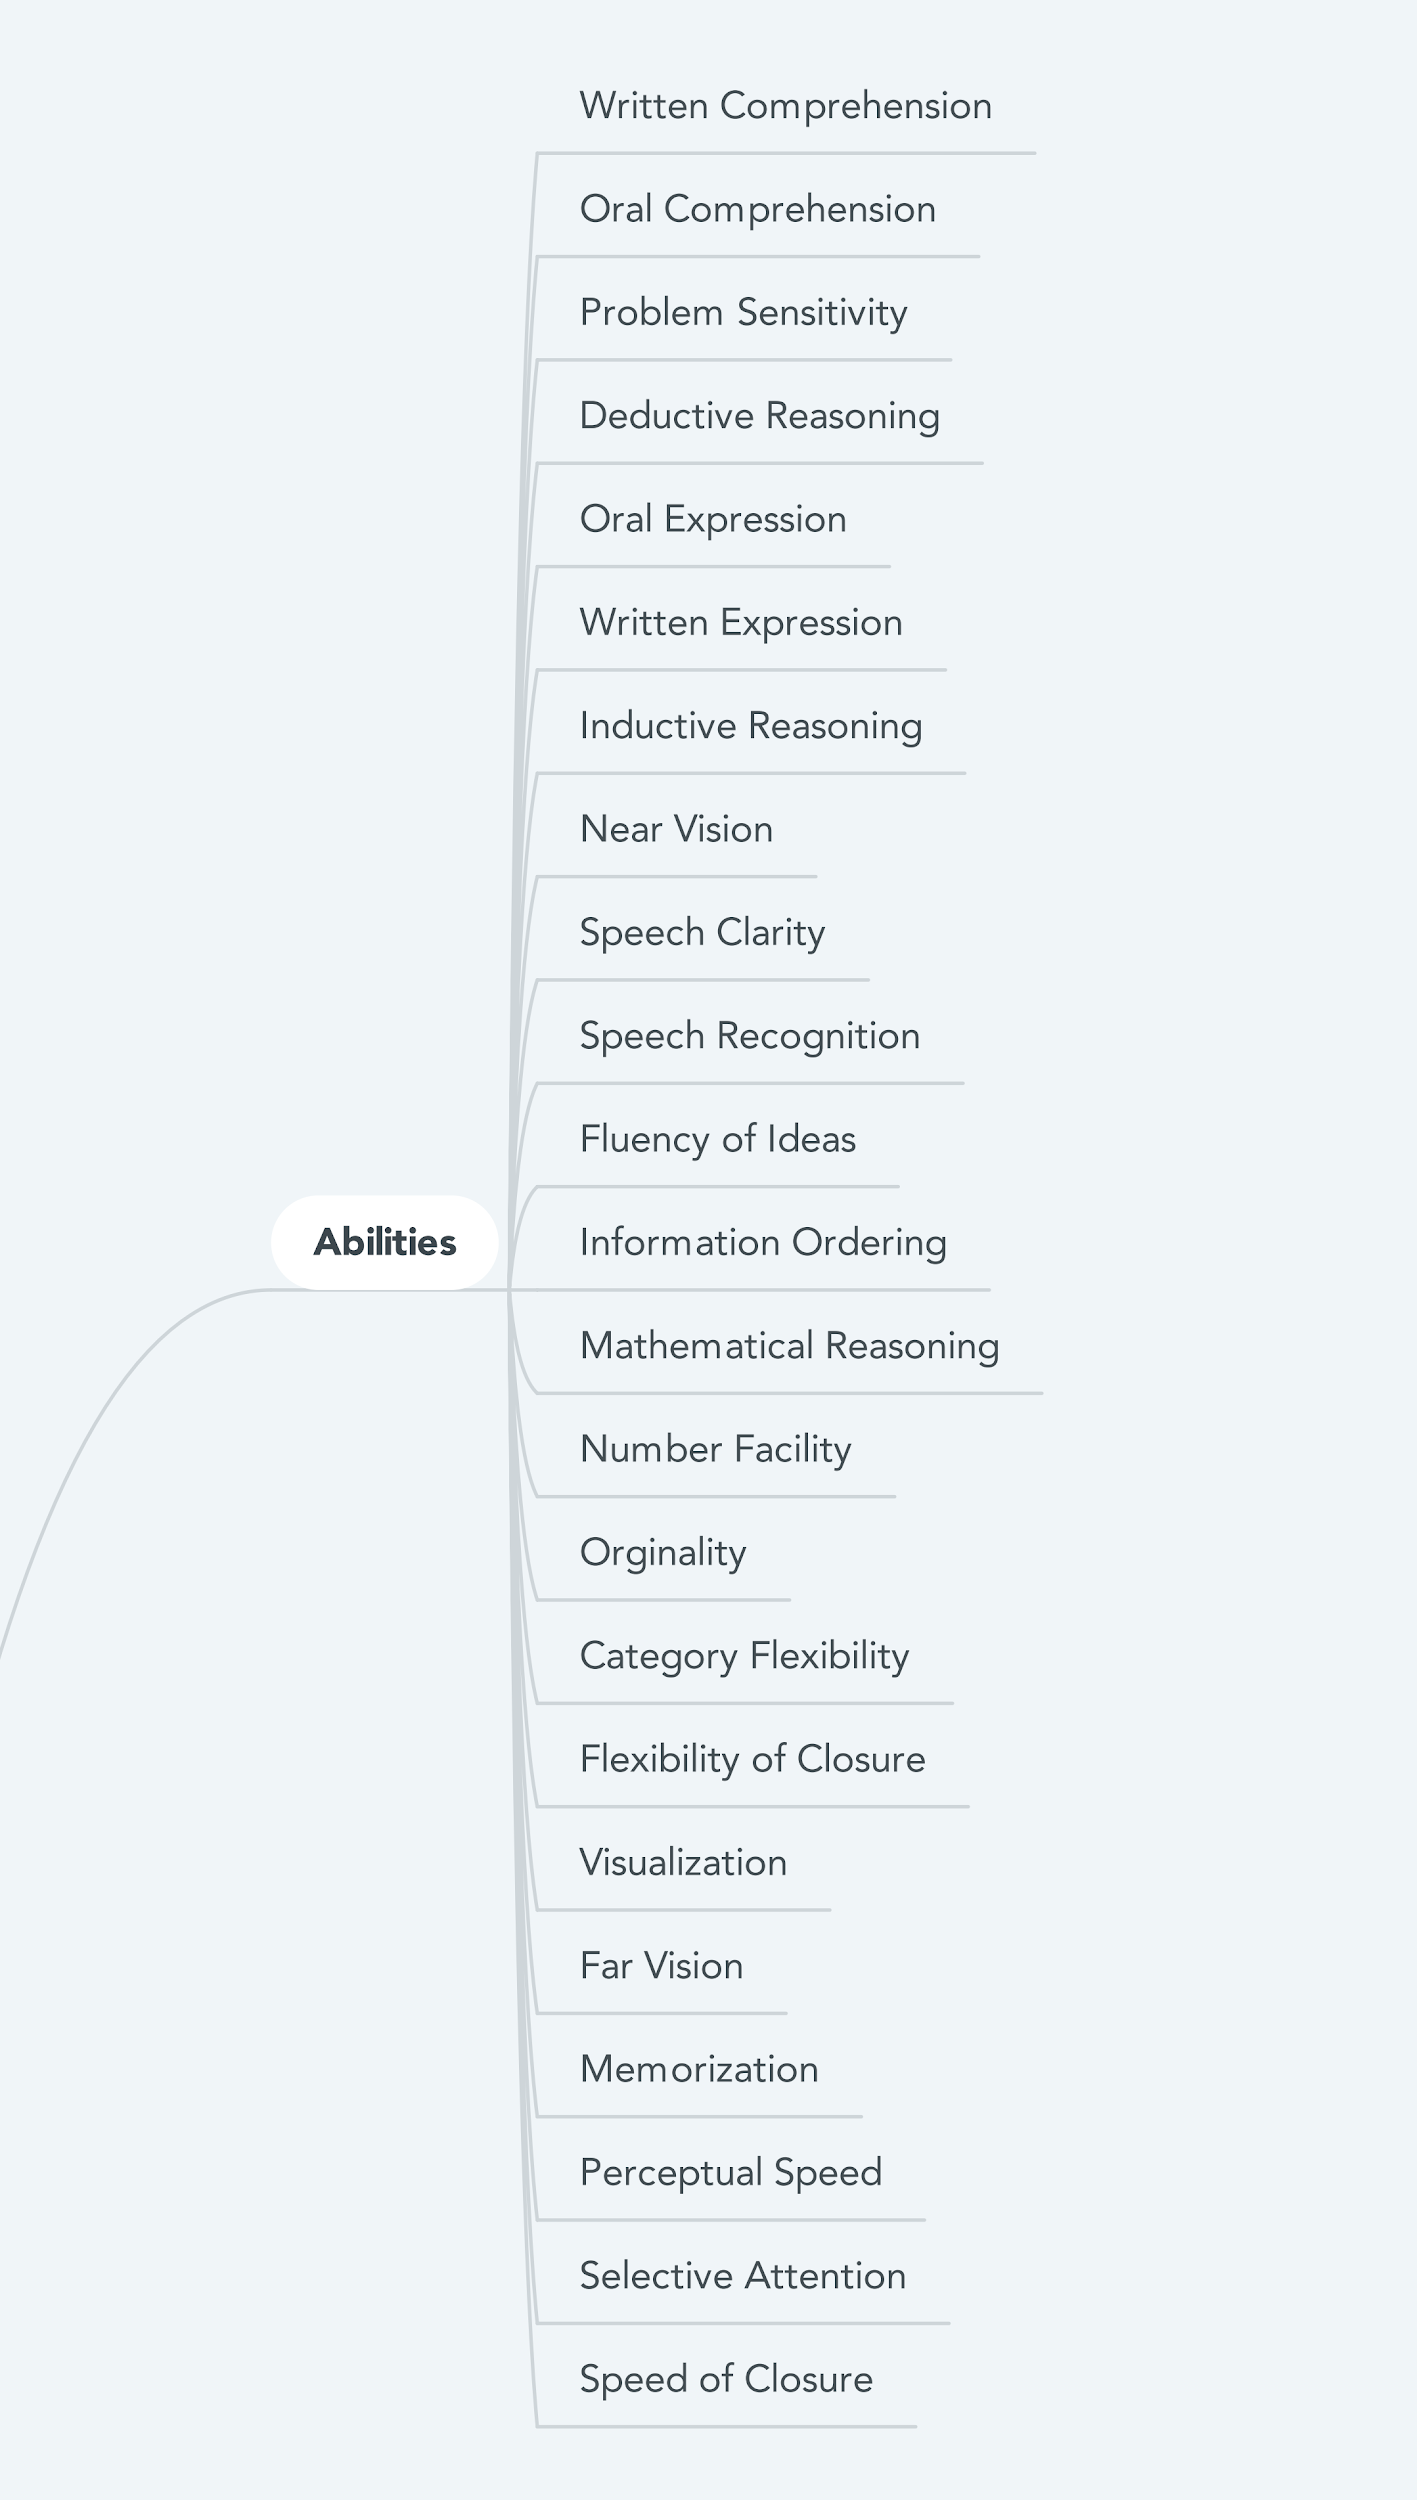 Written Comprehension
Oral Comprehension
Problem Sensitivity
Deductive Reasoning
Oral Expression
Written Expression
Inductive Reasoning
Near Vision
Speech Clarity
Speech Recognition
Fluency of Ideas
Abilities
Information Ordering
Mathematical Reasoning
Number Facility
Orginality
Category Flexibility
Flexibility of Closure
Visualization
Far Vision
Memorization
Perceptual Speed
Selective Attention
Speed of Closure